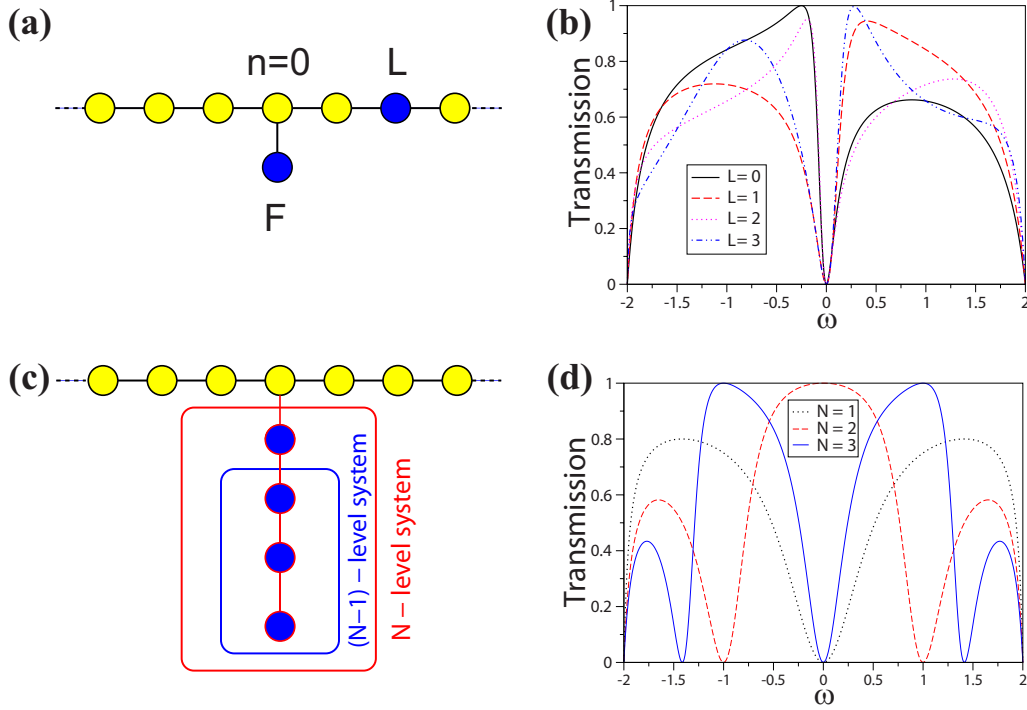 (a)
n=0
L
F
(b)
Transmission
1
0.8
0.6
0.4
0.2
0
L= 0
L= 1
L= 2
L= 3
-2 -1.5 -1 -0.5 0 0.5 1 1.5 2
ω
(c)
(N−1) − level system
N − level system
(d)
Transmission
1
0.8
0.6
0.4
0.2
0
N = 1
N = 2
N = 3
-2 -1.5 -1 -0.5 0 0.5 1 1.5 2
ω